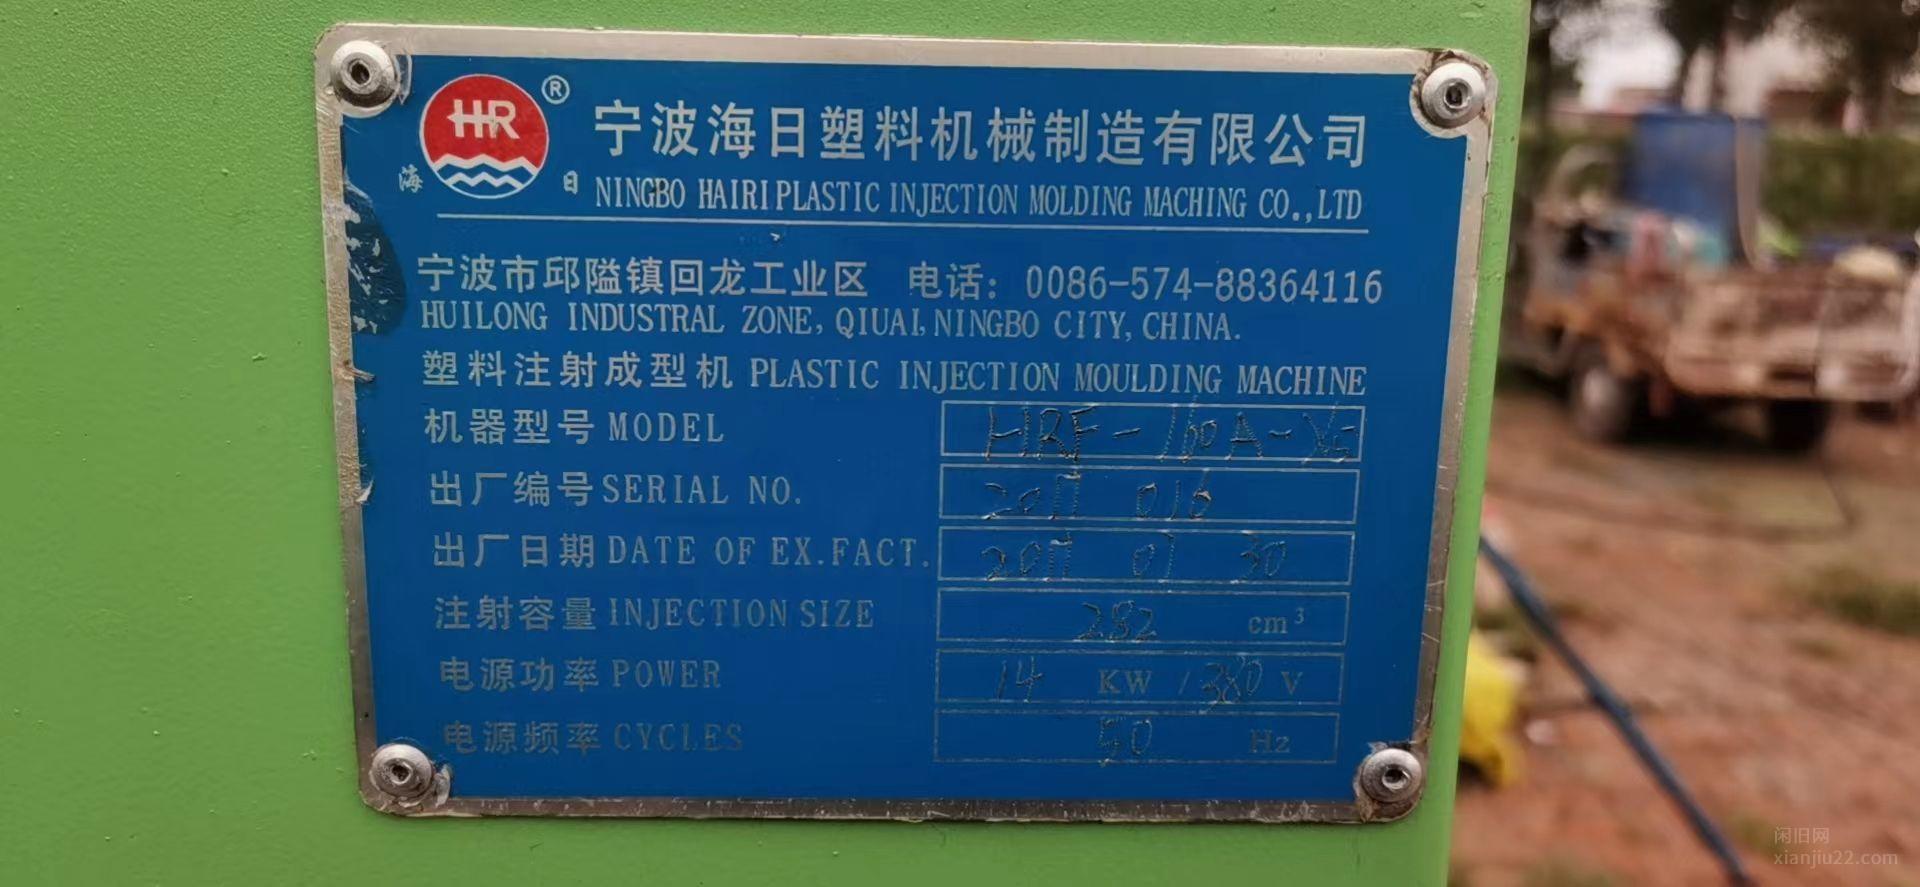 HR ®
海 日
宁波海日塑料机械制造有限公司
NINGBO HAIRI PLASTIC INJECTION MOLDING MACHING CO.,LTD
宁波市邱隘镇回龙工业区 电话: 0086-574-88364116
HUILONG INDUSTRAL ZONE, QIUAI, NINGBO CITY, CHINA.
塑料注射成型机 PLASTIC INJECTION MOULDING MACHINE
机器型号 MODEL HRF-160A-
出厂编号 SERIAL NO. 2017 016
出厂日期 DATE OF EX.FACT. 2017 07 30
注射容量 INJECTION SIZE 282 cm³
电源功率 POWER 14 KW / 380 V
电源频率 CYCLES 50 Hz
闲旧网
xianjiu22.com